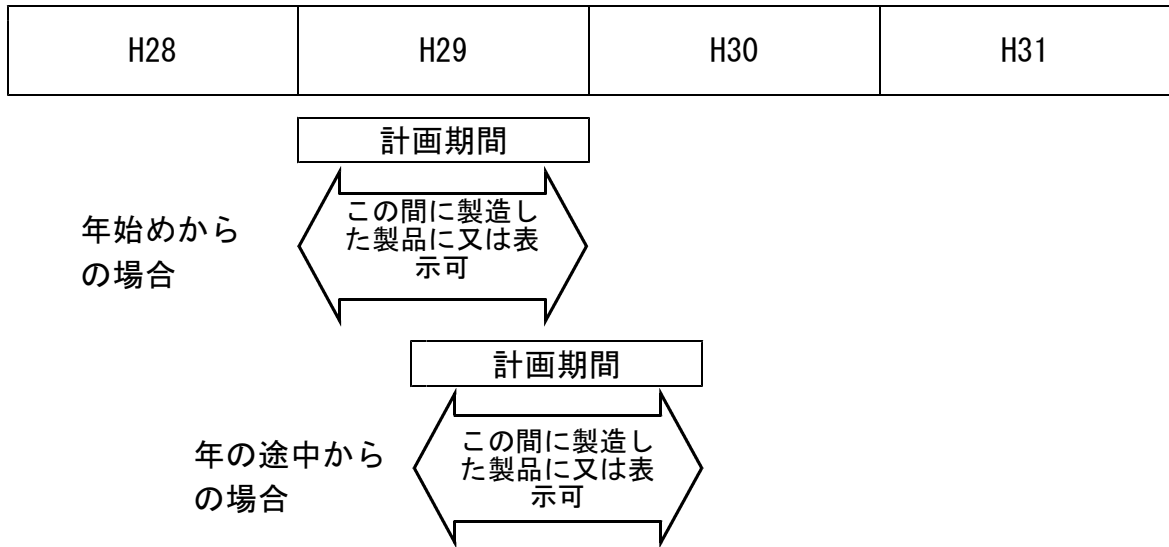 H28 H29 H30 H31
計画期間
年始めから
の場合
この間に製造し
た製品に又は表
示可
計画期間
年の途中から
の場合
この間に製造し
た製品に又は表
示可